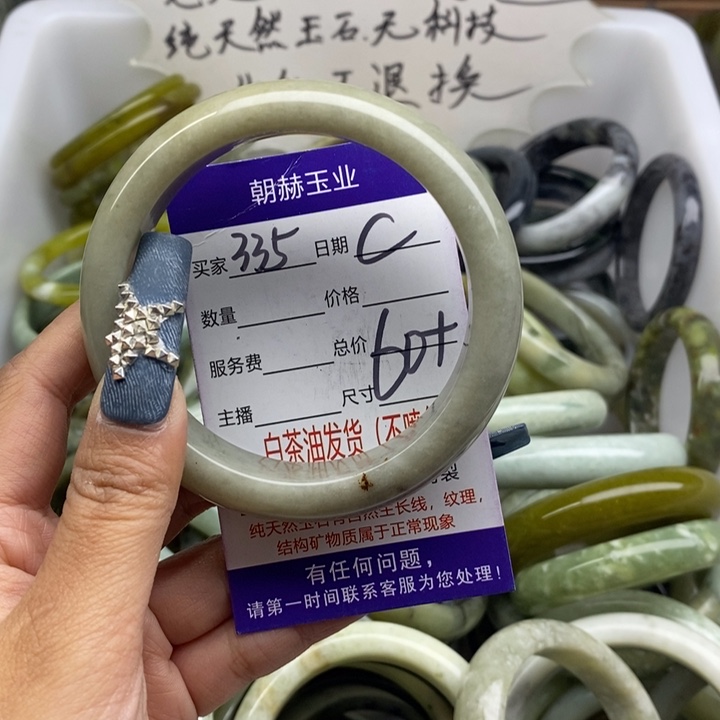 纯天然玉石.无科技
退换
朝赫玉业
买家 335 日期 C
数量 价格
服务费 总价
主播 尺寸 60+
白茶油发货（不喷
裂
纯天然玉石有自然生长线，纹理，
结构矿物质属于正常现象
有任何问题，
请第一时间联系客服为您处理！